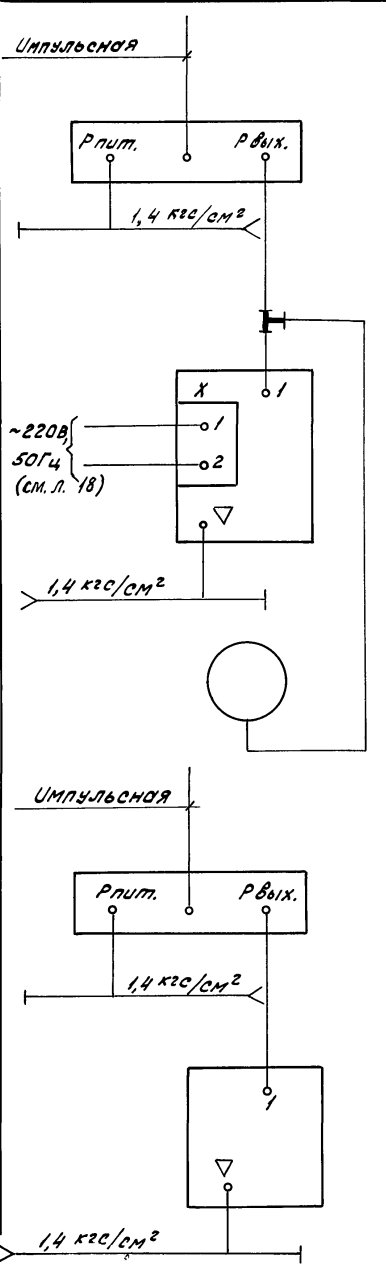 Импульсная
Рпит. Рвых.
1,4 кгс/см²
X 1
~220В, 1
50Гц 2
(см. л. 18)
1,4 кгс/см²
Импульсная
Рпит. Рвых.
1,4 кгс/см²
1
1,4 кгс/см²